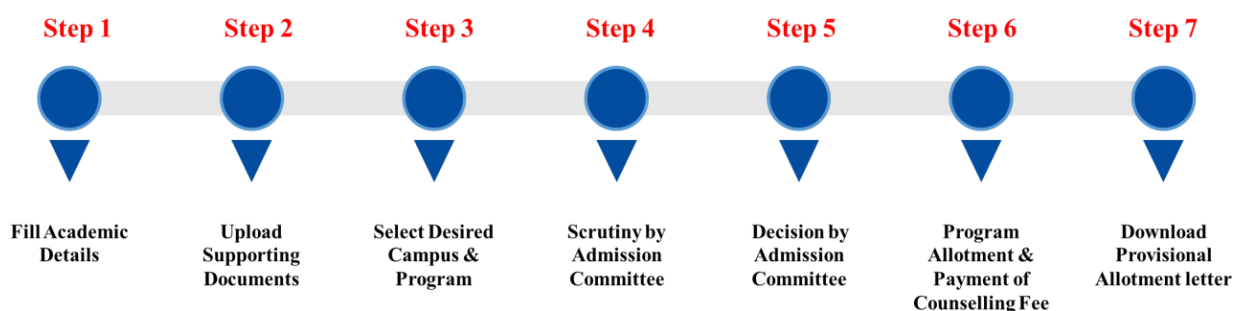 Step 1
Step 2
Step 3
Step 4
Step 5
Step 6
Step 7
Fill Academic
Details
Upload
Supporting
Documents
Select Desired
Campus &
Program
Scrutiny by
Admission
Committee
Decision by
Admission
Committee
Program
Allotment &
Payment of
Counselling Fee
Download
Provisional
Allotment letter